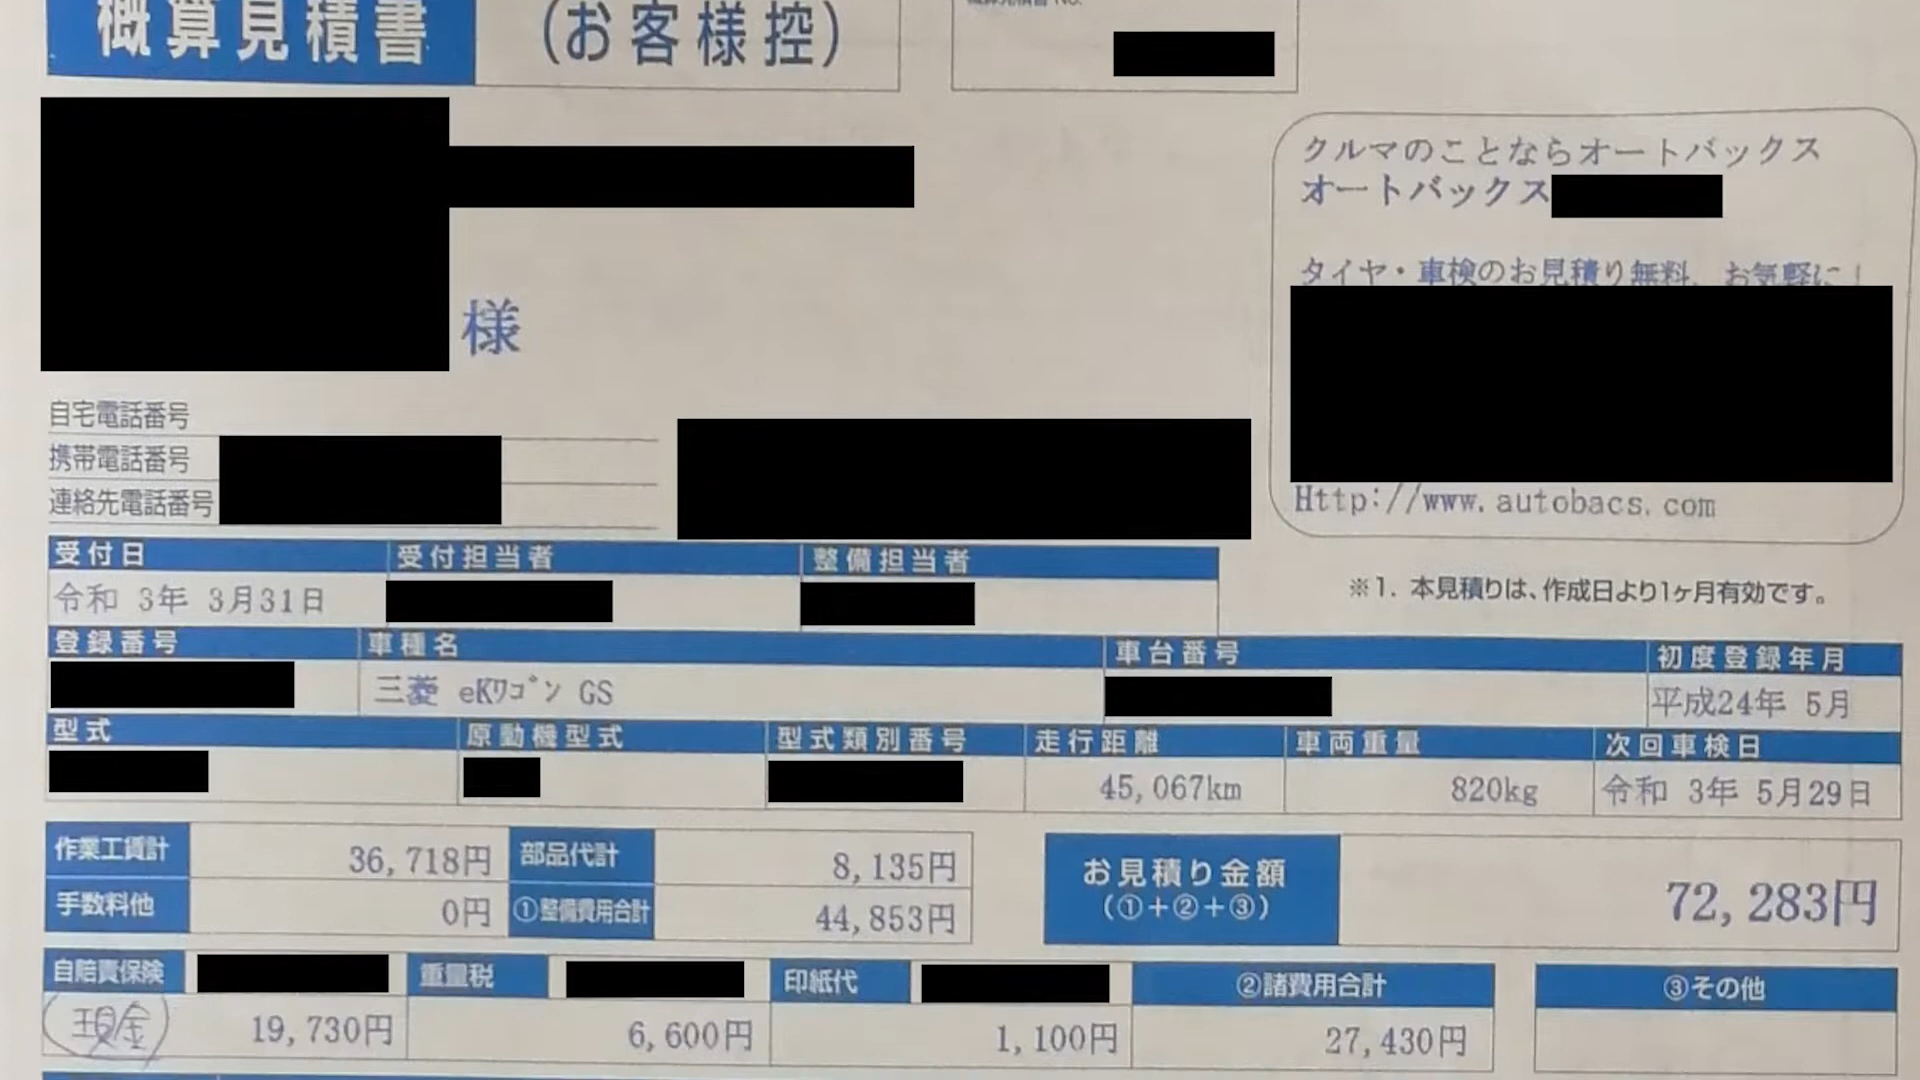 概算見積書 (お客様控)
クルマのことならオートバックス
オートバックス
タイヤ・車検のお見積り無料、お気軽に!
様
自宅電話番号
携帯電話番号
連絡先電話番号
Http://www.autobacs.com
受付日 受付担当者 整備担当者
令和 3年 3月31日
※1. 本見積りは、作成日より1ヶ月有効です。
登録番号 車種名 車台番号 初度登録年月
三菱 eKワゴン GS 平成24年 5月
型式 原動機型式 型式類別番号 走行距離 車両重量 次回車検日
45,067km 820kg 令和 3年 5月29日
作業工賃計 36,718円 部品代計 8,135円
手数料他 0円 ①整備費用合計 44,853円
お見積り金額
(①+②+③)
72,283円
自賠責保険 重量税 印紙代 ②諸費用合計 ③その他
現金 19,730円 6,600円 1,100円 27,430円